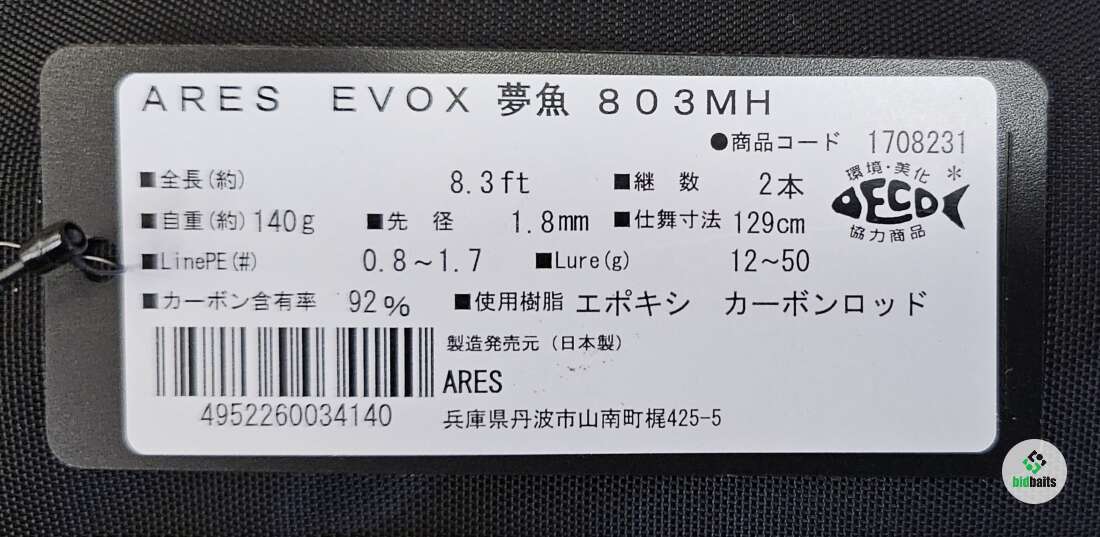 ARES EVOX 夢魚 803MH
●商品コード 1708231
■全長(約) 8.3ft ■継数 2本
環境・美化 *
■自重(約)140g ■先径 1.8mm ■仕舞寸法 129cm
ECO
協力商品
■LinePE(#) 0.8～1.7 ■Lure(g) 12～50
■カーボン含有率 92% ■使用樹脂 エポキシ カーボンロッド
製造発売元(日本製)
ARES
4952260034140
兵庫県丹波市山南町梶425-5
bidbaits